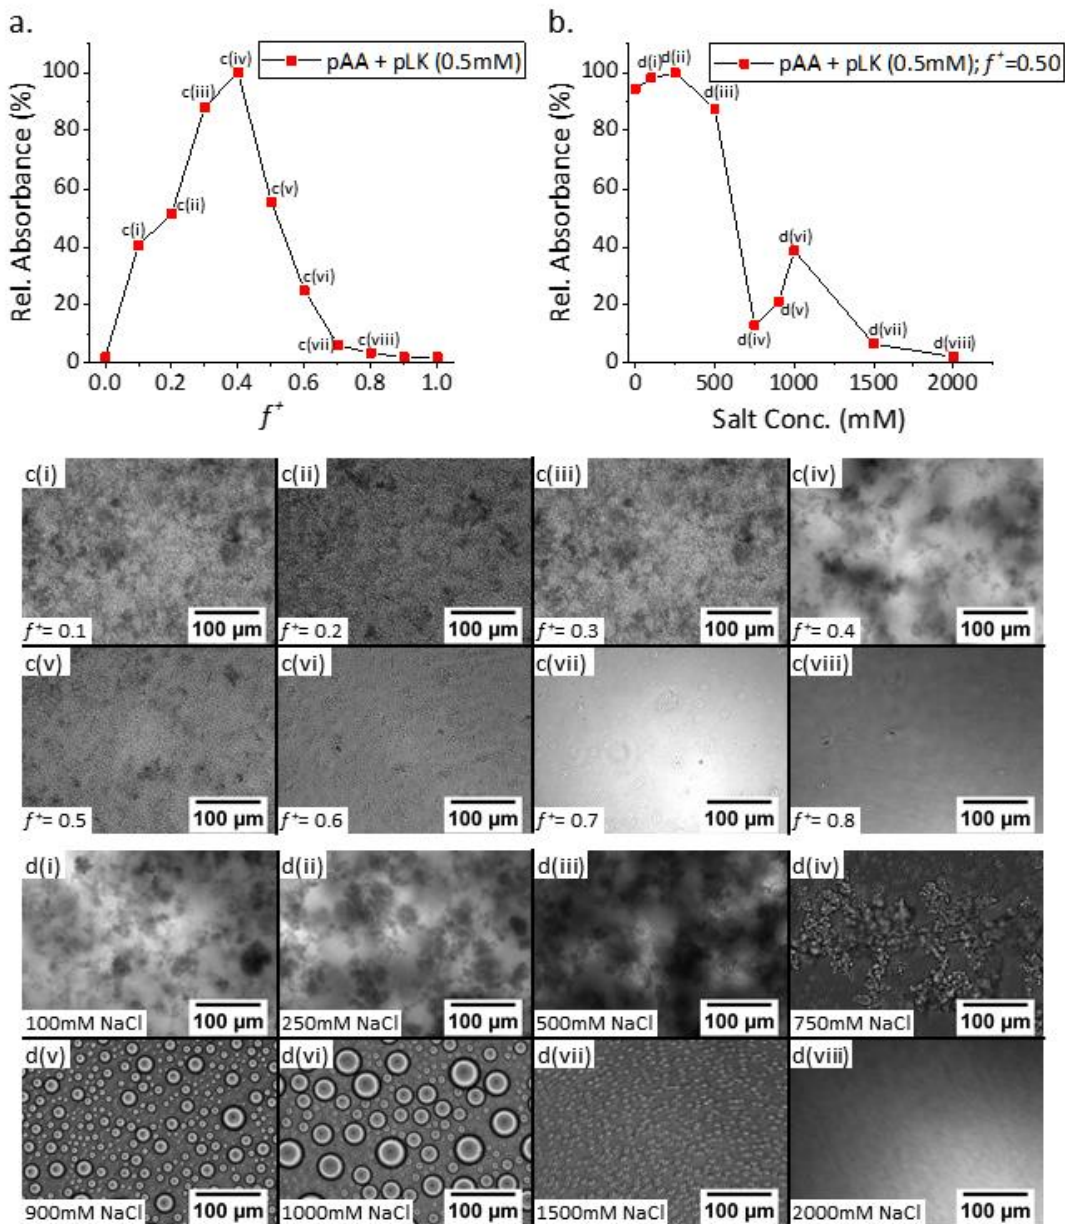 a.
b.
Rel. Absorbance (%)
100
80
60
40
20
0
0.0 0.2 0.4 0.6 0.8 1.0
f⁺
pAA + pLK (0.5mM)
c(i)
c(ii)
c(iii)
c(iv)
c(v)
c(vi)
c(vii)
c(viii)
Rel. Absorbance (%)
100
80
60
40
20
0
0 500 1000 1500 2000
Salt Conc. (mM)
pAA + pLK (0.5mM); f⁺=0.50
d(i)
d(ii)
d(iii)
d(iv)
d(v)
d(vi)
d(vii)
d(viii)
c(i) c(ii) c(iii) c(iv)
100 µm 100 µm 100 µm 100 µm
f⁺= 0.1 f⁺= 0.2 f⁺= 0.3 f⁺= 0.4
c(v) c(vi) c(vii) c(viii)
100 µm 100 µm 100 µm 100 µm
f⁺= 0.5 f⁺= 0.6 f⁺= 0.7 f⁺= 0.8
d(i) d(ii) d(iii) d(iv)
100 µm 100 µm 100 µm 100 µm
100mM NaCl 250mM NaCl 500mM NaCl 750mM NaCl
d(v) d(vi) d(vii) d(viii)
100 µm 100 µm 100 µm 100 µm
900mM NaCl 1000mM NaCl 1500mM NaCl 2000mM NaCl